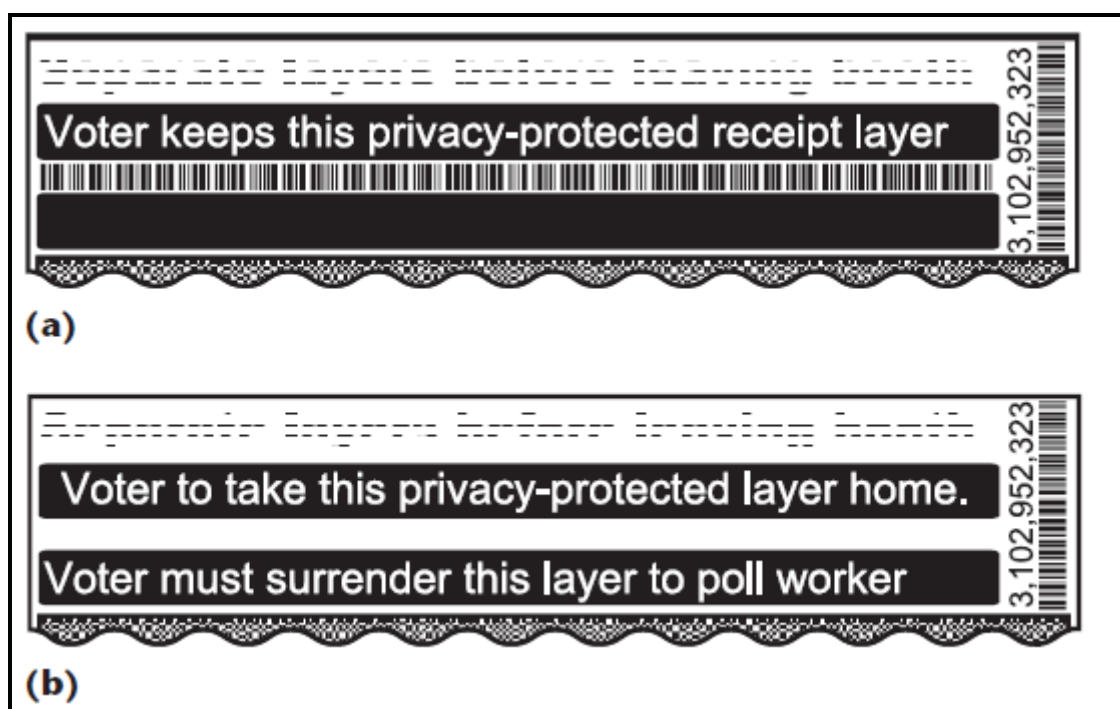 Voter keeps this privacy-protected receipt layer
3,102,952,323
(a)
Voter to take this privacy-protected layer home.
Voter must surrender this layer to poll worker
3,102,952,323
(b)